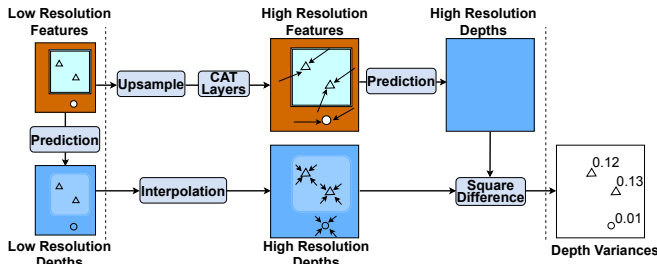 Low Resolution
Features
High Resolution
Features
High Resolution
Depths
Upsample
CAT
Layers
Prediction
Prediction
Interpolation
Square
Difference
0.12
0.13
0.01
Low Resolution
Depths
High Resolution
Depths
Depth Variances